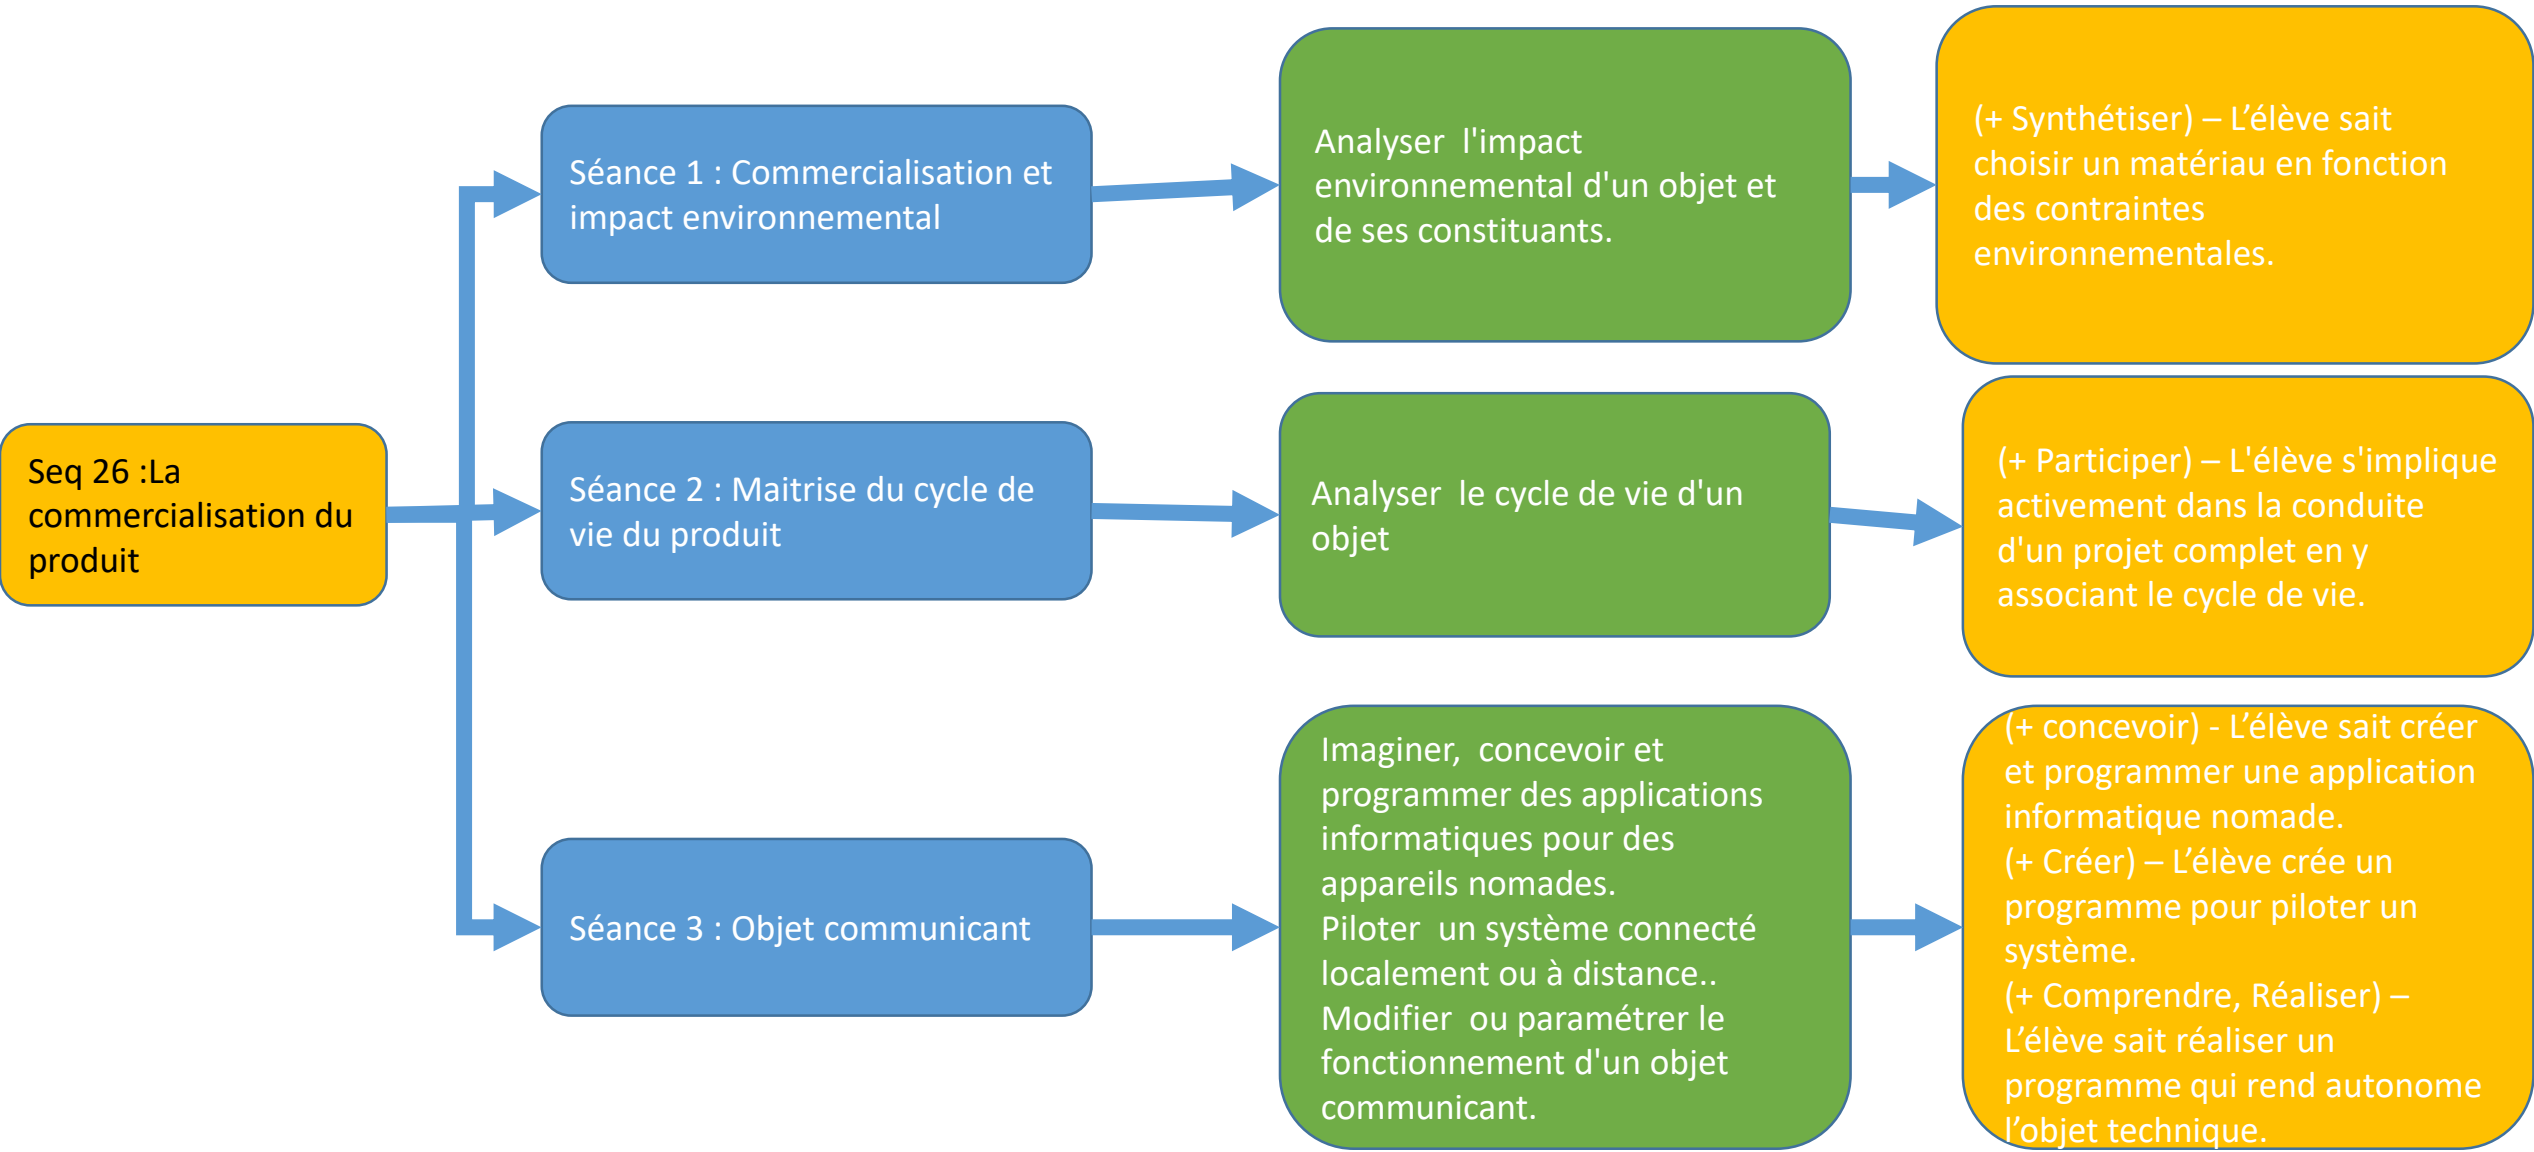 Seq 26 :La
commercialisation du
produit
Séance 1 : Commercialisation et
impact environnemental
Analyser  l'impact
environnemental d'un objet et
de ses constituants.
(+ Synthétiser) – L’élève sait
choisir un matériau en fonction
des contraintes
environnementales.
Séance 2 : Maitrise du cycle de
vie du produit
Analyser  le cycle de vie d'un
objet
(+ Participer) – L'élève s'implique
activement dans la conduite
d'un projet complet en y
associant le cycle de vie.
Séance 3 : Objet communicant
Imaginer,  concevoir et
programmer des applications
informatiques pour des
appareils nomades.
Piloter  un système connecté
localement ou à distance..
Modifier  ou paramétrer le
fonctionnement d'un objet
communicant.
(+ concevoir) - L’élève sait créer
et programmer une application
informatique nomade.
(+ Créer) – L’élève crée un
programme pour piloter un
système.
(+ Comprendre, Réaliser) –
L’élève sait réaliser un
programme qui rend autonome
l’objet technique.